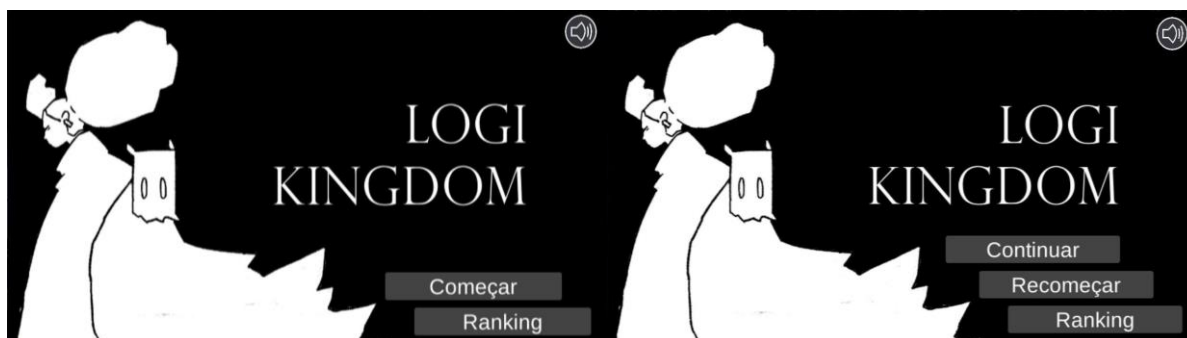 LOGI
KINGDOM
Começar
Ranking
LOGI
KINGDOM
Continuar
Recomeçar
Ranking